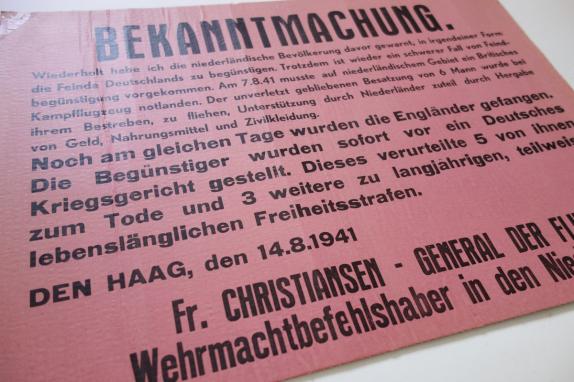 BEKANNTMACHUNG.
Wiederholt habe ich die niederländische Bevölkerung davor gewarnt, in irgendeiner Form
die Feinda Deutschlands zu begünstigen. Trotzdem ist wieder ein schwerer Fall von Feinda-
begünstigung vorgekommen. Am 7.8.41 musste auf niederländischem Gebiet ein Britisches
Kampflugzeug notlanden. Der unverletzt gebliebenen Besatzung von 6 Mann wurde bei
ihrem Bestreben, zu fliehen, Unterstützung durch Niederländer zuteil durch Hergabe
von Geld, Nahrungsmittel und Zivilkleidung.
Noch am gleichen Tage wurden die Engländer gefangen.
Die Begünstiger wurden sofort vor ein Deutsches
Kriegsgericht gestellt. Dieses verurteilte 5 von ihnen
zum Tode und 3 weitere zu langjährigen, teilweis
lebenslänglichen Freiheitsstrafen.
DEN HAAG, den 14.8.1941
Fr. CHRISTIANSEN - GENERAL DER FLI
Wehrmachtbefehlshaber in den Nie